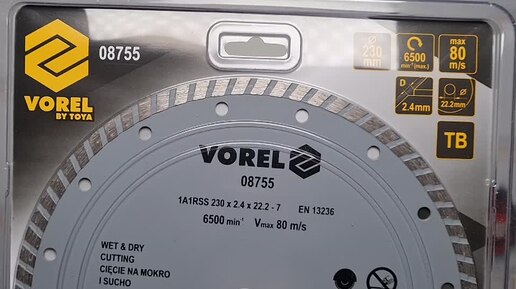 08755
VOREL
BY TOYA
Ø
230
mm
6500
min⁻¹ (max.)
max
80
m/s
D
2.4mm
Ø
22.2mm
TB
VOREL
08755
1A1RSS 230 x 2.4 x 22.2 - 7 EN 13236
6500 min⁻¹ Vmax 80 m/s
WET & DRY
CUTTING
CIĘCIE NA MOKRO
I SUCHO